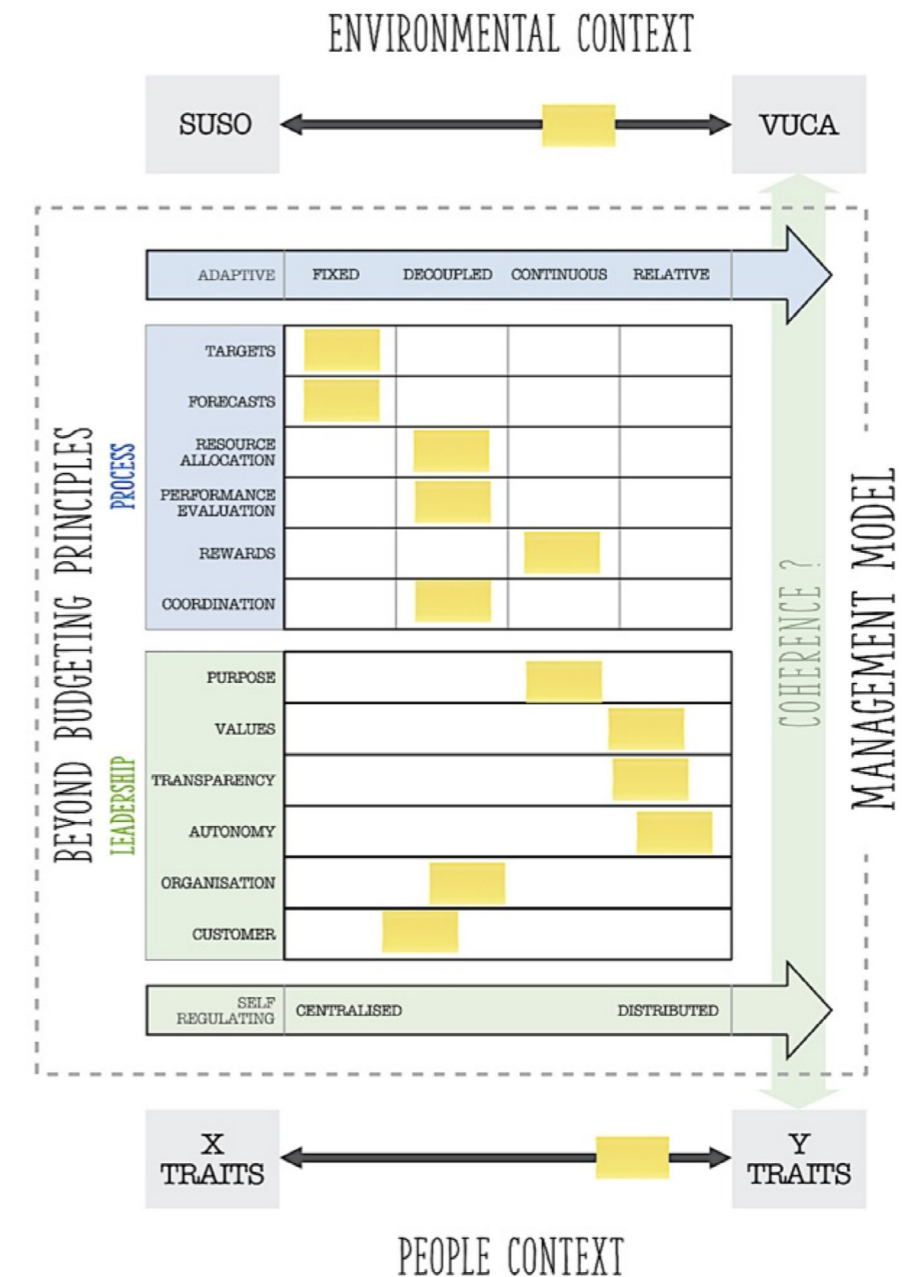 ENVIRONMENTAL CONTEXT
SUSO
VUCA
ADAPTIVE
FIXED
DECOUPLED
CONTINUOUS
RELATIVE
BEYOND BUDGETING PRINCIPLES
PROCESS
TARGETS
FORECASTS
RESOURCE
ALLOCATION
PERFORMANCE
EVALUATION
REWARDS
COORDINATION
LEADERSHIP
PURPOSE
VALUES
TRANSPARENCY
AUTONOMY
ORGANISATION
CUSTOMER
COHERENCE ?
MANAGEMENT MODEL
SELF
REGULATING
CENTRALISED
DISTRIBUTED
X
TRAITS
Y
TRAITS
PEOPLE CONTEXT